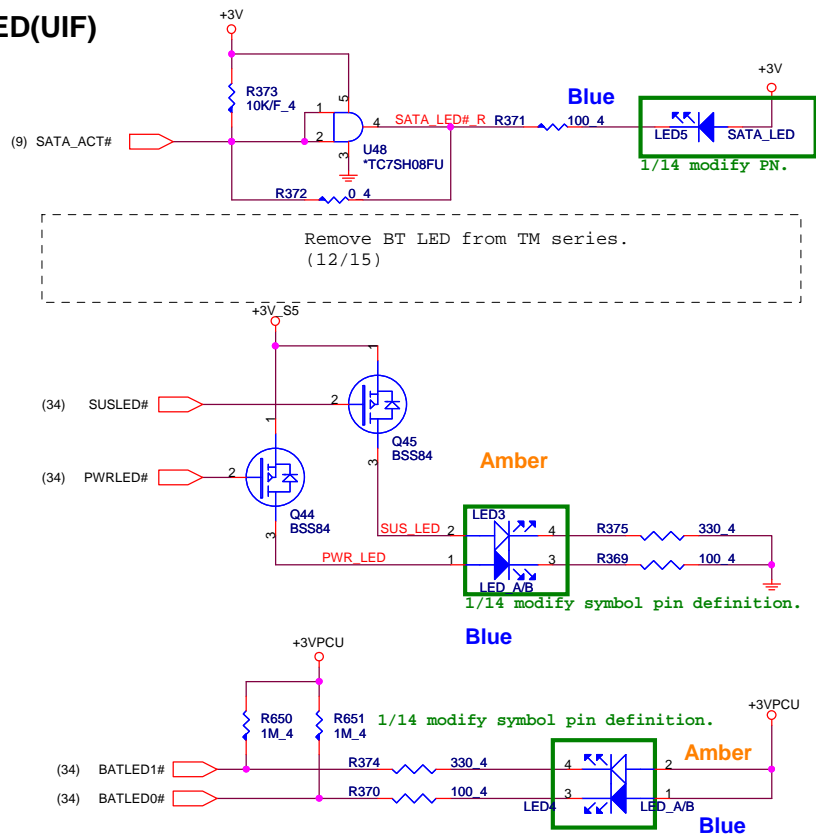 ED(UIF)
+3V
R373
10K/F_4
(9) SATA_ACT#
1
2
5
4
3
U48
*TC7SH08FU
SATA_LED#_R
R371
100_4
Blue
+3V
LED5
SATA_LED
1/14 modify PN.
R372
0_4
Remove BT LED from TM series.
(12/15)
+3V_S5
(34) SUSLED#
2
1
3
Q45
BSS84
(34) PWRLED#
2
1
3
Q44
BSS84
Amber
SUS_LED
2
LED3
4
R375
330_4
PWR_LED
1
3
R369
100_4
LED_A/B
1/14 modify symbol pin definition.
Blue
+3VPCU
R650
1M_4
R651
1M_4
1/14 modify symbol pin definition.
+3VPCU
(34) BATLED1#
R374
330_4
4
2
Amber
(34) BATLED0#
R370
100_4
3
1
LED4
LED_A/B
Blue